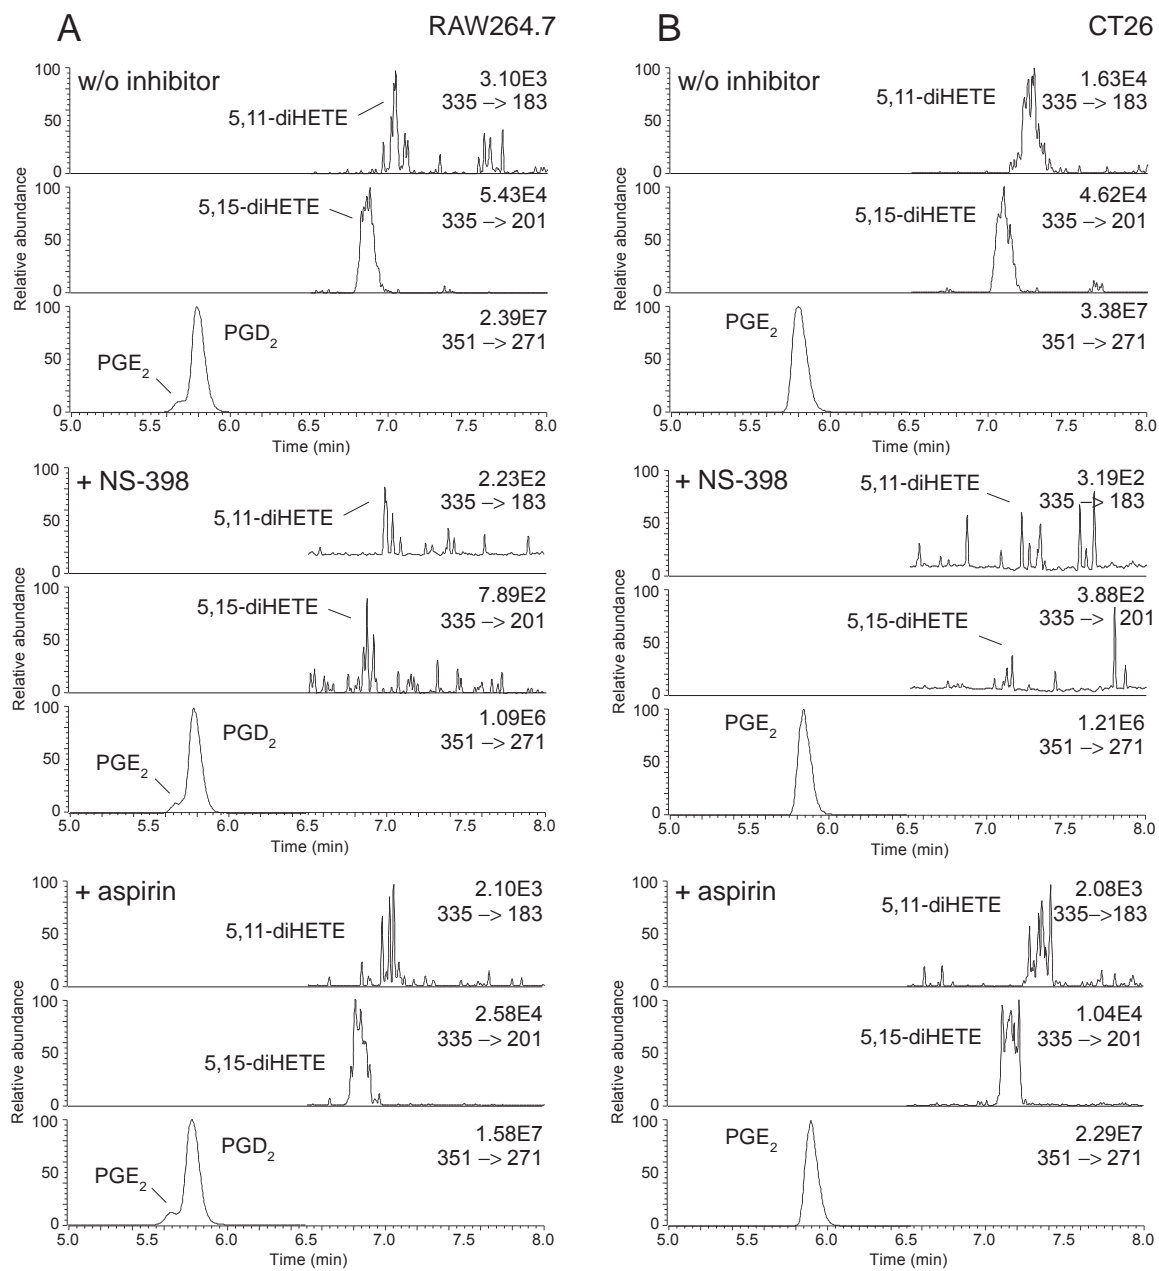 A
RAW264.7
w/o inhibitor
3.10E3
335 –> 183
5,11-diHETE
100
50
0
5.43E4
335 –> 201
5,15-diHETE
100
50
0
Relative abundance
2.39E7
351 –> 271
PGD2
PGE2
100
50
0
5.0 5.5 6.0 6.5 7.0 7.5 8.0
Time (min)
+ NS-398
2.23E2
335 –> 183
5,11-diHETE
100
50
0
7.89E2
335 –> 201
5,15-diHETE
100
50
0
Relative abundance
1.09E6
351 –> 271
PGD2
PGE2
100
50
0
5.0 5.5 6.0 6.5 7.0 7.5 8.0
Time (min)
+ aspirin
2.10E3
335 –> 183
5,11-diHETE
100
50
0
2.58E4
335 –> 201
5,15-diHETE
100
50
0
Relative abundance
1.58E7
351 –> 271
PGD2
PGE2
100
50
0
5.0 5.5 6.0 6.5 7.0 7.5 8.0
Time (min)
B
CT26
w/o inhibitor
1.63E4
335 –> 183
5,11-diHETE
100
50
0
4.62E4
335 –> 201
5,15-diHETE
100
50
0
Relative abundance
3.38E7
351 –> 271
PGE2
100
50
0
5.0 5.5 6.0 6.5 7.0 7.5 8.0
Time (min)
+ NS-398
3.19E2
335 –> 183
5,11-diHETE
100
50
0
3.88E2
335 –> 201
5,15-diHETE
100
50
0
Relative abundance
1.21E6
351 –> 271
PGE2
100
50
0
5.0 5.5 6.0 6.5 7.0 7.5 8.0
Time (min)
+ aspirin
2.08E3
335–>183
5,11-diHETE
100
50
0
1.04E4
335 –> 201
5,15-diHETE
100
50
0
Relative abundance
2.29E7
351 –> 271
PGE2
100
50
0
5.0 5.5 6.0 6.5 7.0 7.5 8.0
Time (min)